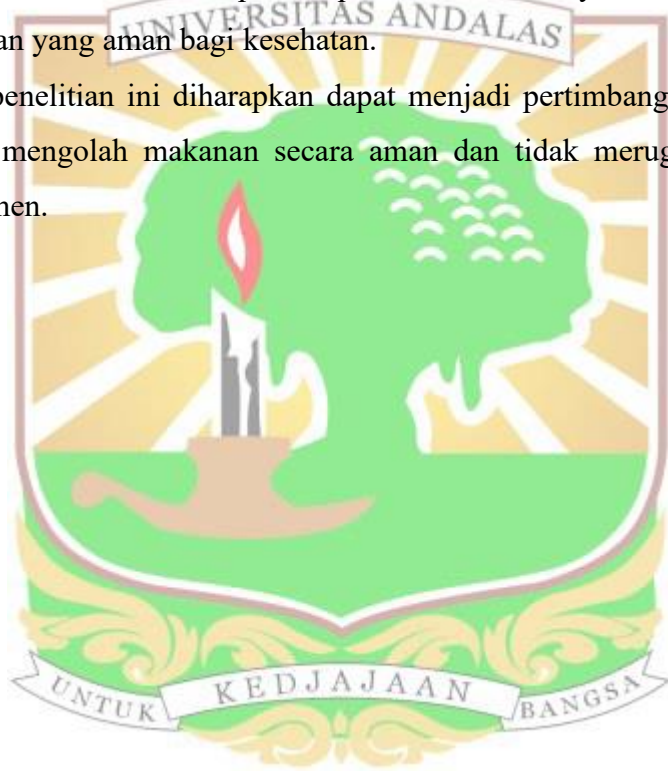 UNIVERSITAS ANDALAS
an yang aman bagi kesehatan.
penelitian ini diharapkan dapat menjadi pertimbang
mengolah makanan secara aman dan tidak merug
nen.
UNTUK KEDJAJAAN BANGSA